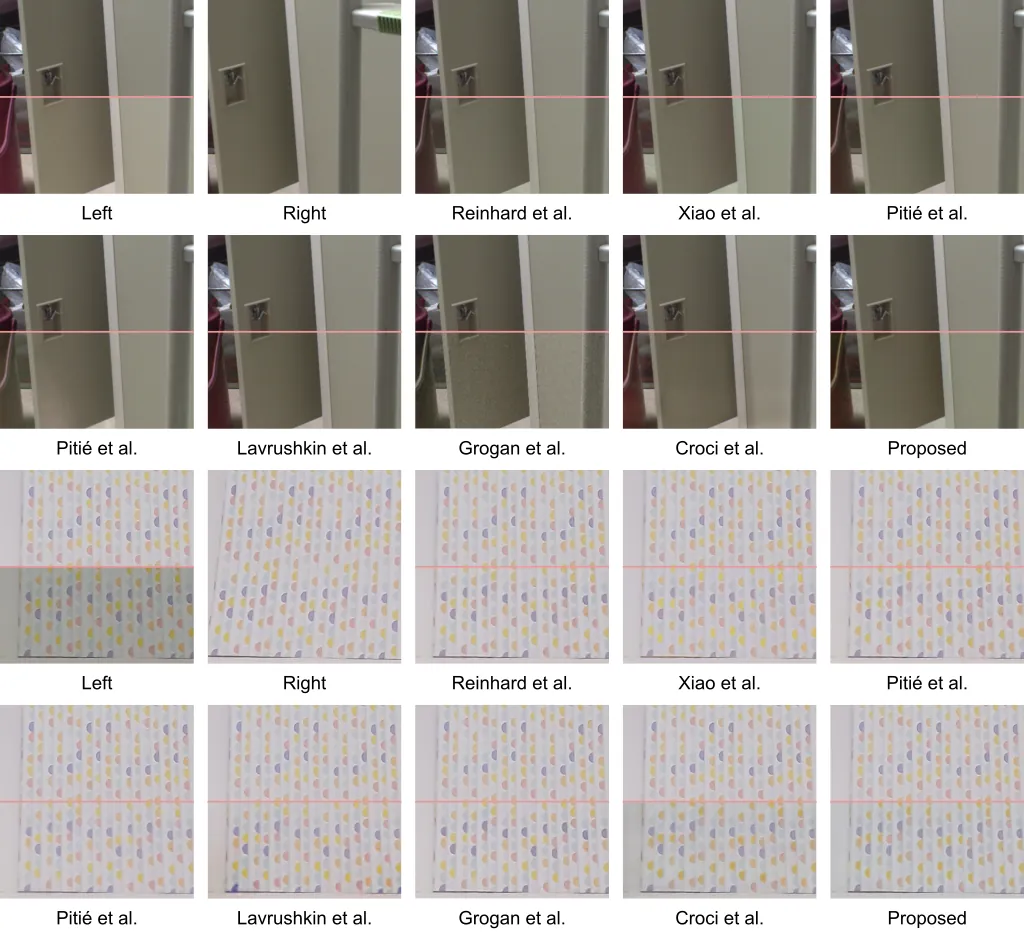 Left Right Reinhard et al. Xiao et al. Pitié et al.
Pitié et al. Lavrushkin et al. Grogan et al. Croci et al. Proposed
Left Right Reinhard et al. Xiao et al. Pitié et al.
Pitié et al. Lavrushkin et al. Grogan et al. Croci et al. Proposed